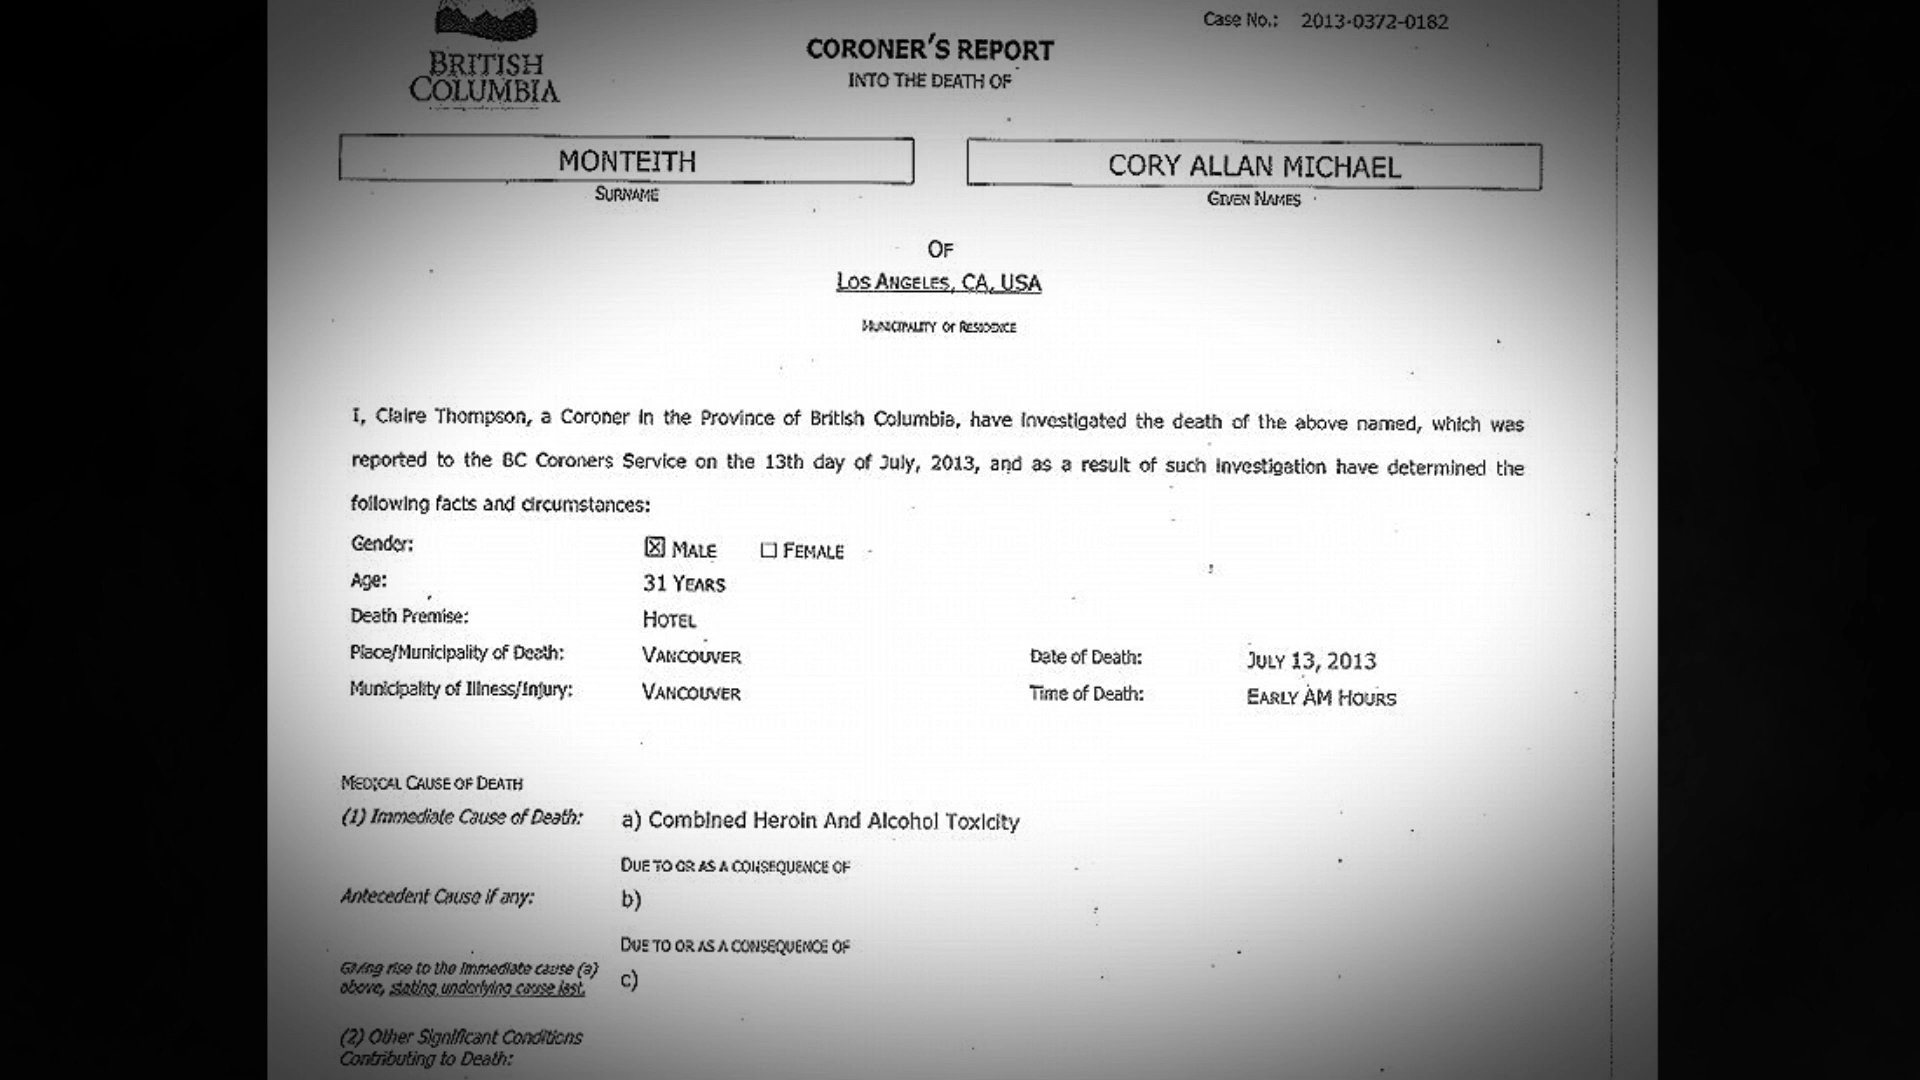 Case No.: 2013-0372-0182
BRITISH
COLUMBIA
CORONER'S REPORT
INTO THE DEATH OF
MONTEITH
SURNAME
CORY ALLAN MICHAEL
GIVEN NAMES
OF
LOS ANGELES, CA, USA
MUNICIPALITY OF RESIDENCE
I, Claire Thompson, a Coroner in the Province of British Columbia, have investigated the death of the above named, which was
reported to the BC Coroners Service on the 13th day of July, 2013, and as a result of such investigation have determined the
following facts and circumstances:
Gender: ☒ MALE ☐ FEMALE
Age: 31 YEARS
Death Premise: HOTEL
Place/Municipality of Death: VANCOUVER Date of Death: JULY 13, 2013
Municipality of Illness/Injury: VANCOUVER Time of Death: EARLY AM HOURS
MEDICAL CAUSE OF DEATH
(1) Immediate Cause of Death: a) Combined Heroin And Alcohol Toxicity
DUE TO OR AS A CONSEQUENCE OF
Antecedent Cause if any: b)
DUE TO OR AS A CONSEQUENCE OF
Giving rise to the immediate cause (a)
above, stating underlying cause last. c)
(2) Other Significant Conditions
Contributing to Death: